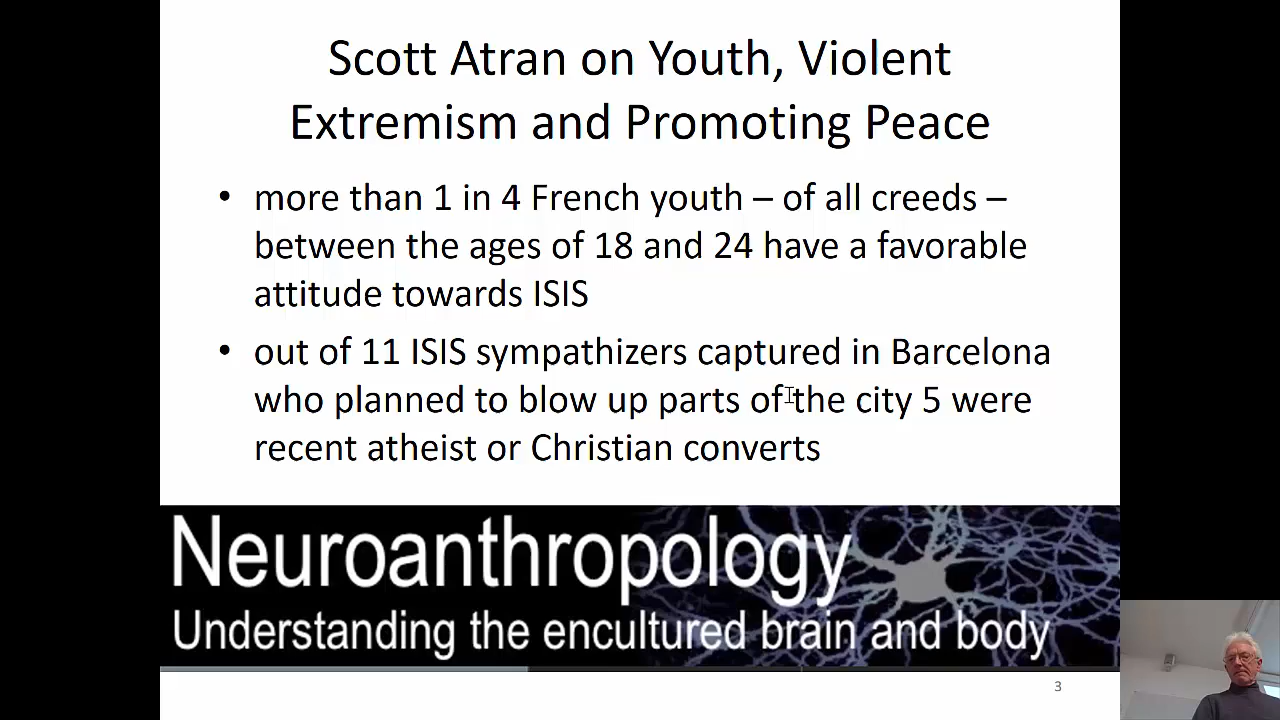 Scott Atran on Youth, Violent
Extremism and Promoting Peace
• more than 1 in 4 French youth – of all creeds –
between the ages of 18 and 24 have a favorable
attitude towards ISIS
• out of 11 ISIS sympathizers captured in Barcelona
who planned to blow up parts of the city 5 were
recent atheist or Christian converts
Neuroanthropology
Understanding the encultured brain and body
3